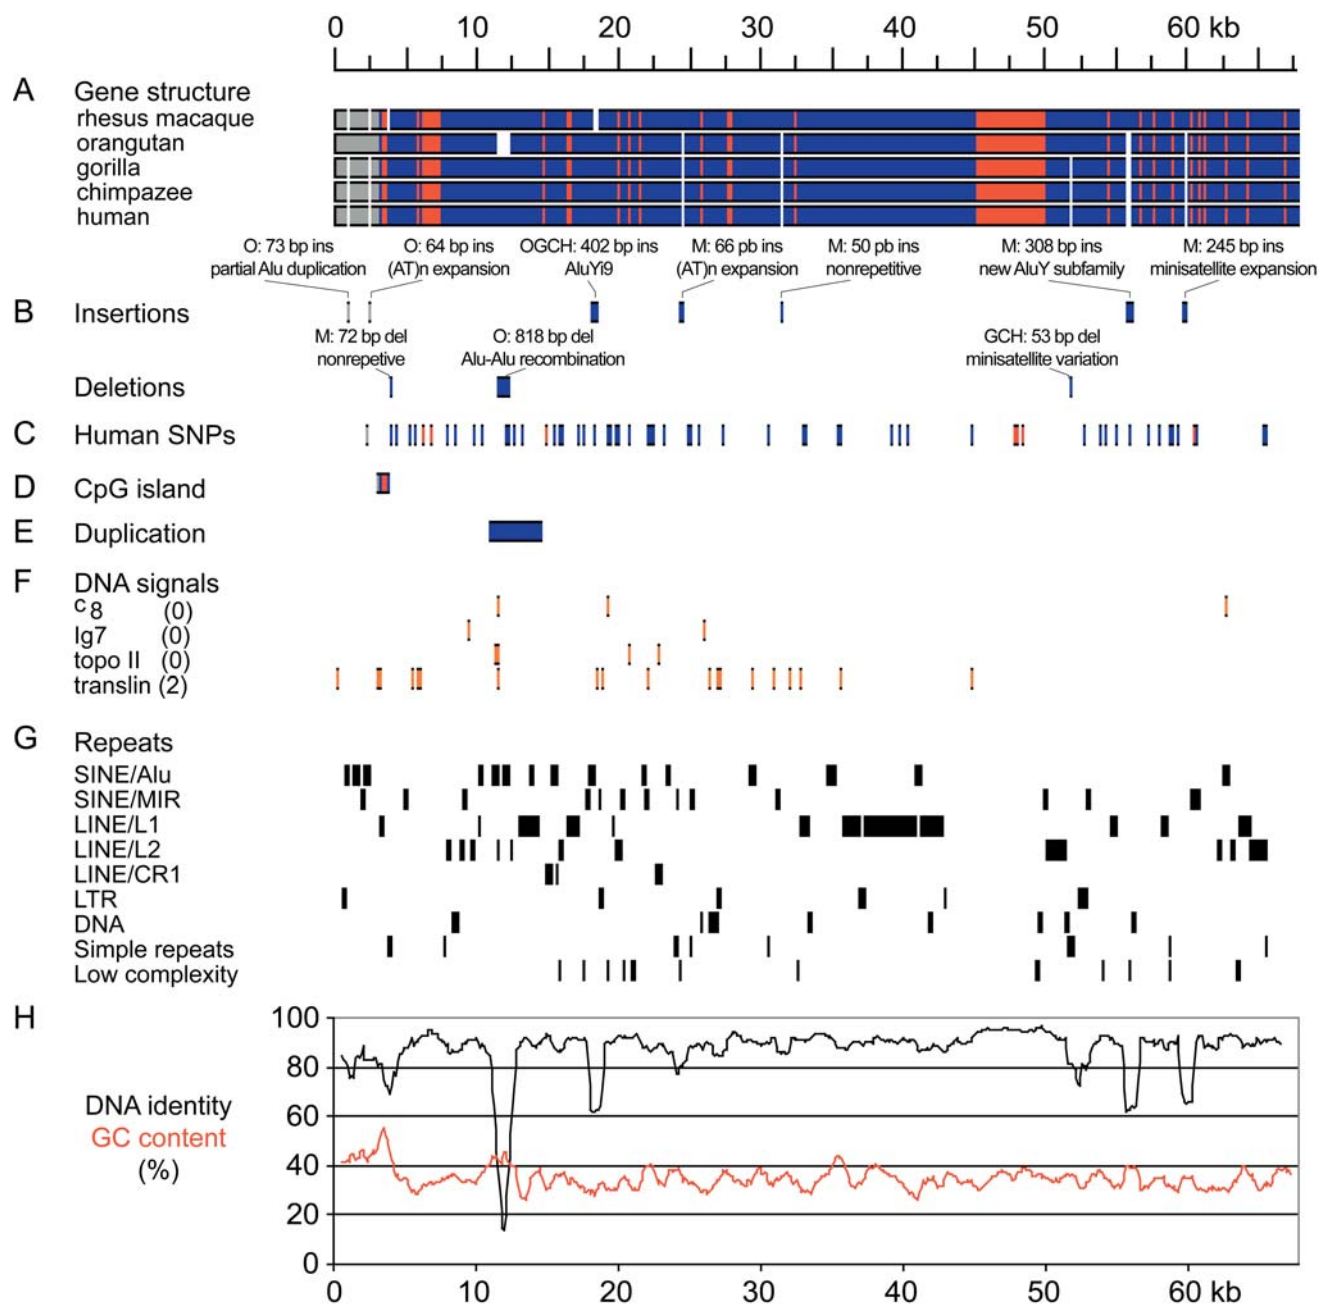 0 10 20 30 40 50 60 kb
A Gene structure
rhesus macaque
orangutan
gorilla
chimpazee
human
O: 73 bp ins O: 64 bp ins OGCH: 402 bp ins M: 66 pb ins M: 50 pb ins M: 308 bp ins M: 245 bp ins
partial Alu duplication (AT)n expansion AluYi9 (AT)n expansion nonrepetitive new AluY subfamily minisatellite expansion
B Insertions
M: 72 bp del O: 818 bp del GCH: 53 bp del
nonrepetive Alu-Alu recombination minisatellite variation
Deletions
C Human SNPs
D CpG island
E Duplication
F DNA signals
c8 (0)
Ig7 (0)
topo II (0)
translin (2)
G Repeats
SINE/Alu
SINE/MIR
LINE/L1
LINE/L2
LINE/CR1
LTR
DNA
Simple repeats
Low complexity
H 100
80
DNA identity
60
GC content
(%)
40
20
0
0 10 20 30 40 50 60 kb